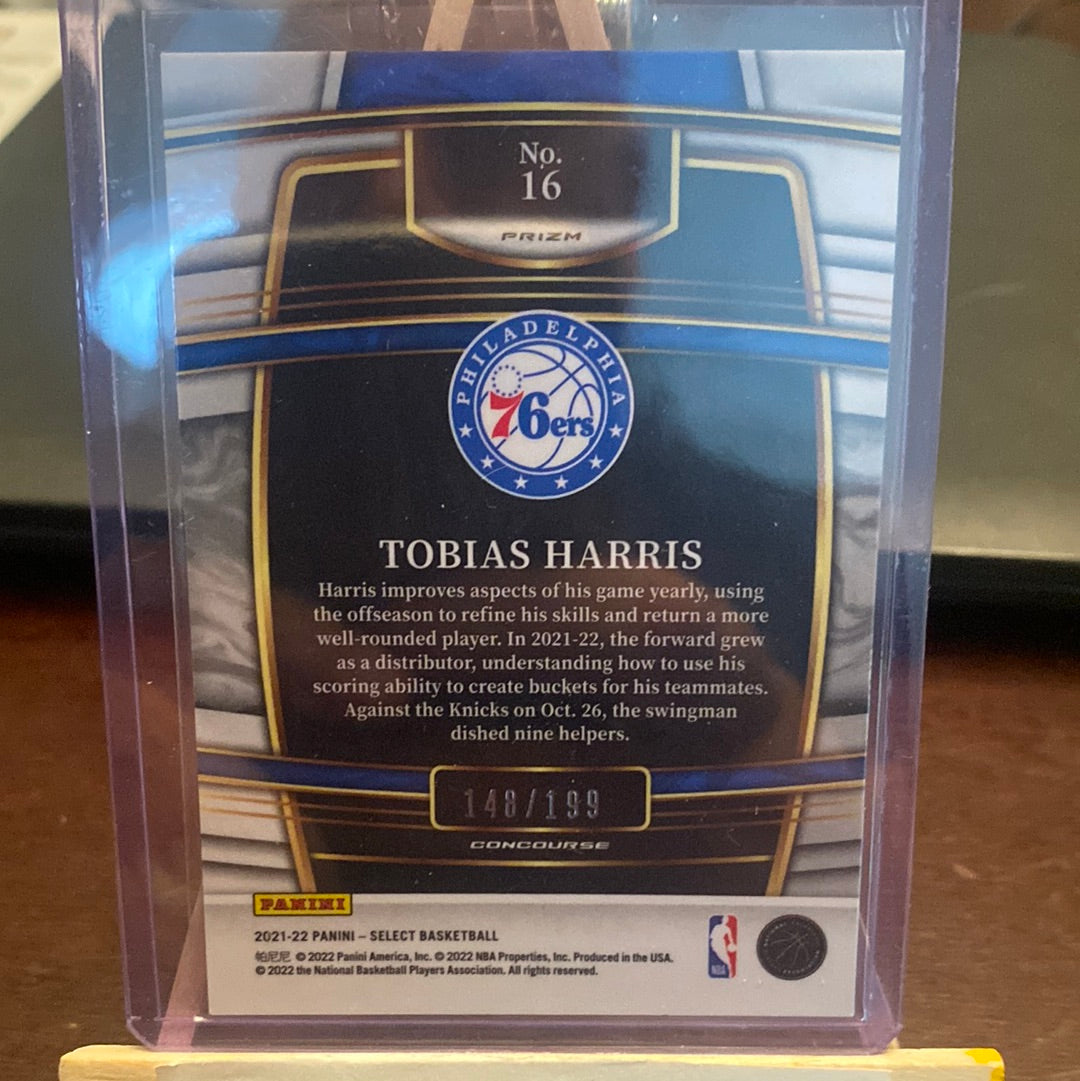 No.
16
PRIZM
PHILADELPHIA
76ers
TOBIAS HARRIS
Harris improves aspects of his game yearly, using
the offseason to refine his skills and return a more
well-rounded player. In 2021-22, the forward grew
as a distributor, understanding how to use his
scoring ability to create buckets for his teammates.
Against the Knicks on Oct. 26, the swingman
dished nine helpers.
148/199
CONCOURSE
PANINI
2021-22 PANINI – SELECT BASKETBALL
帕尼尼 © 2022 Panini America, Inc. © 2022 NBA Properties, Inc. Produced in the USA.
© 2022 the National Basketball Players Association. All rights reserved.
NBA